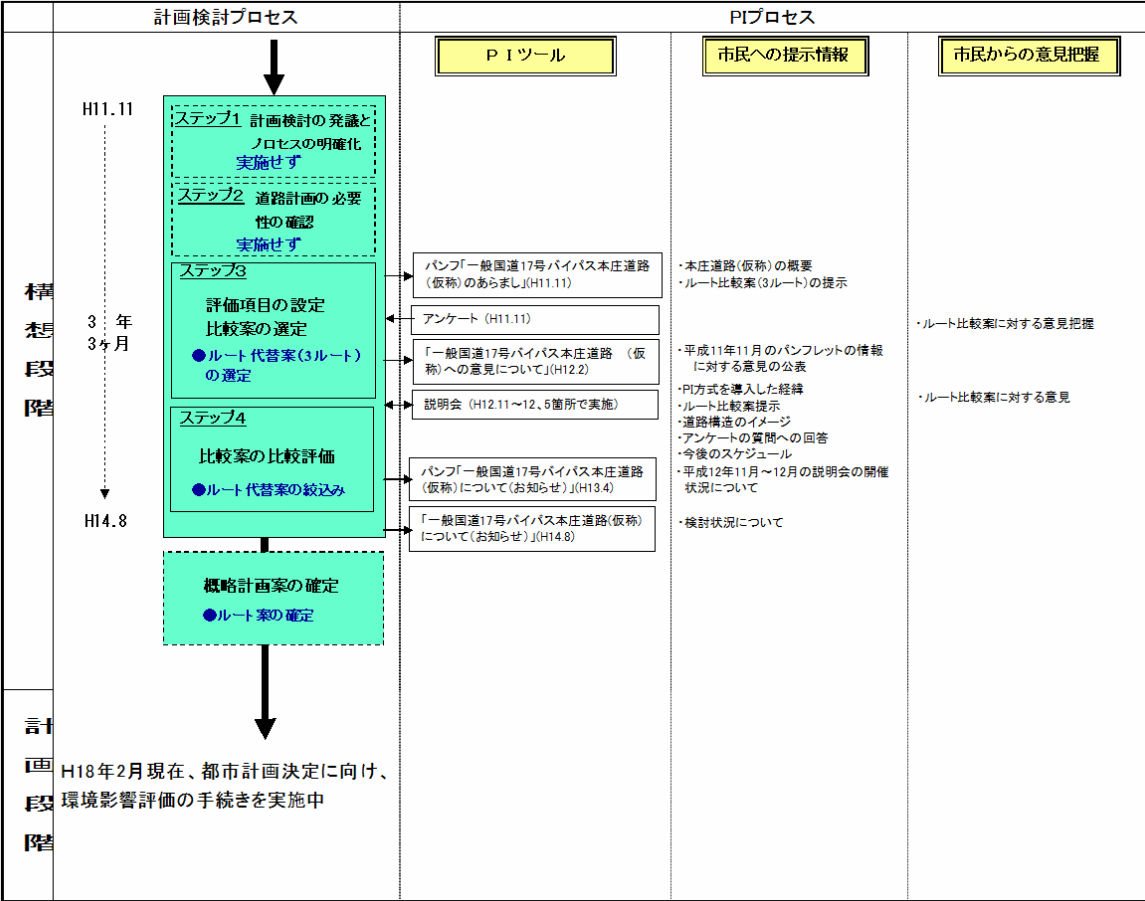 計画検討プロセス
PIプロセス
PIツール
市民への提示情報
市民からの意見把握
構想段階
H11.11
3 年
3ヶ月
H14.8
ステップ1 計画検討の発議と
プロセスの明確化
実施せず
ステップ2 道路計画の必要
性の確認
実施せず
ステップ3
評価項目の設定
比較案の選定
●ルート代替案(3ルート)
の選定
ステップ4
比較案の比較評価
●ルート代替案の絞込み
概略計画案の確定
●ルート案の確定
パンフ「一般国道17号バイパス本庄道路
(仮称)のあらまし」(H11.11)
・本庄道路(仮称)の概要
・ルート比較案(3ルート)の提示
アンケート (H11.11)
・ルート比較案に対する意見把握
「一般国道17号バイパス本庄道路 (仮
称)への意見について」(H12.2)
・平成11年11月のパンフレットの情報
に対する意見の公表
説明会 (H12.11～12、5箇所で実施)
・PI方式を導入した経緯
・ルート比較案提示
・道路構造のイメージ
・アンケートの質問への回答
・今後のスケジュール
・ルート比較案に対する意見
パンフ「一般国道17号バイパス本庄道路
(仮称)について(お知らせ)」(H13.4)
・平成12年11月～12月の説明会の開催
状況について
「一般国道17号バイパス本庄道路(仮称)
について(お知らせ)」(H14.8)
・検討状況について
計画段階
H18年2月現在、都市計画決定に向け、
環境影響評価の手続きを実施中